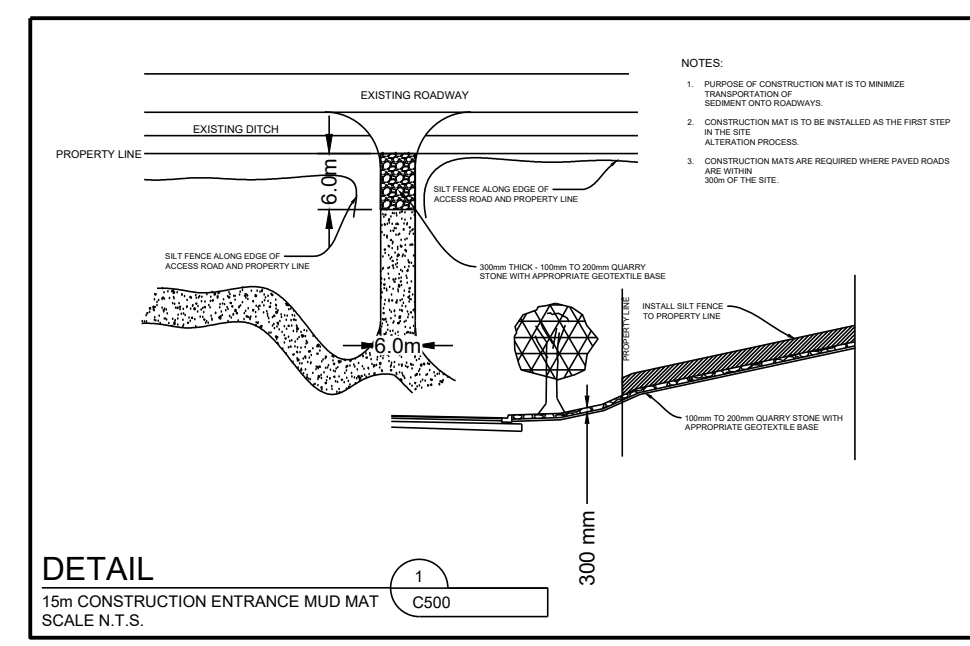 EXISTING ROADWAY
EXISTING DITCH
PROPERTY LINE
6.0m
SILT FENCE ALONG EDGE OF
ACCESS ROAD AND PROPERTY LINE
SILT FENCE ALONG EDGE OF
ACCESS ROAD AND PROPERTY LINE
300mm THICK - 100mm TO 200mm QUARRY
STONE WITH APPROPRIATE GEOTEXTILE BASE
6.0m
NOTES:
1. PURPOSE OF CONSTRUCTION MAT IS TO MINIMIZE
TRANSPORTATION OF
SEDIMENT ONTO ROADWAYS.
2. CONSTRUCTION MAT IS TO BE INSTALLED AS THE FIRST STEP
IN THE SITE
ALTERATION PROCESS.
3. CONSTRUCTION MATS ARE REQUIRED WHERE PAVED ROADS
ARE WITHIN
300m OF THE SITE.
PROPERTY LINE
INSTALL SILT FENCE
TO PROPERTY LINE
100mm TO 200mm QUARRY STONE WITH
APPROPRIATE GEOTEXTILE BASE
300 mm
DETAIL
1
C500
15m CONSTRUCTION ENTRANCE MUD MAT
SCALE N.T.S.